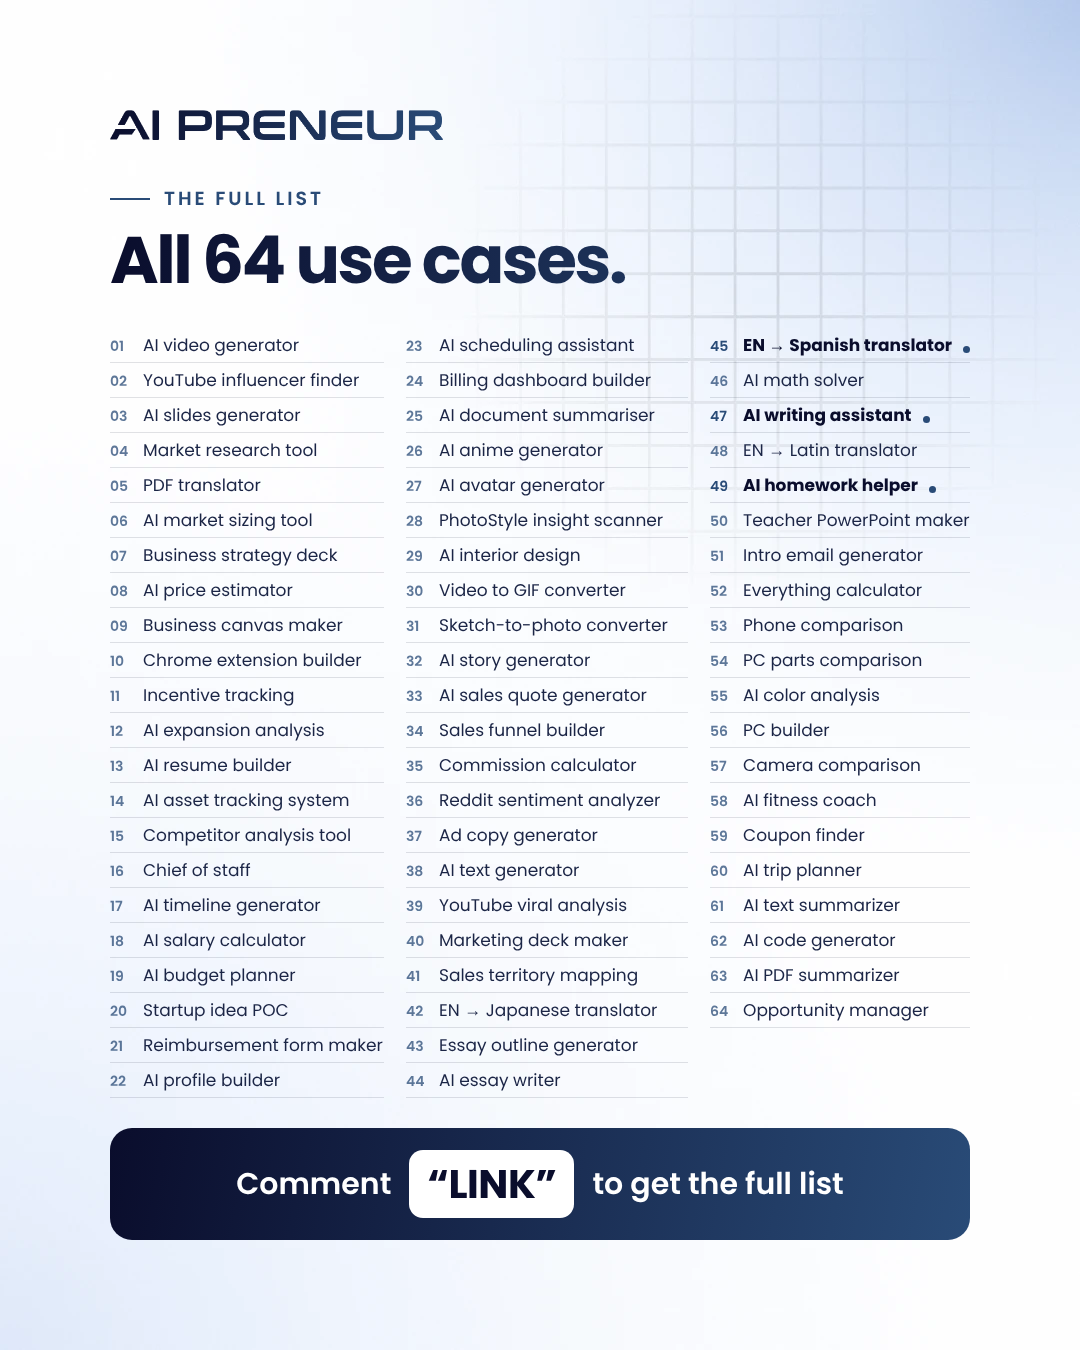 AI PRENEUR
THE FULL LIST
All 64 use cases.
01 AI video generator
02 YouTube influencer finder
03 AI slides generator
04 Market research tool
05 PDF translator
06 AI market sizing tool
07 Business strategy deck
08 AI price estimator
09 Business canvas maker
10 Chrome extension builder
11 Incentive tracking
12 AI expansion analysis
13 AI resume builder
14 AI asset tracking system
15 Competitor analysis tool
16 Chief of staff
17 AI timeline generator
18 AI salary calculator
19 AI budget planner
20 Startup idea POC
21 Reimbursement form maker
22 AI profile builder
23 AI scheduling assistant
24 Billing dashboard builder
25 AI document summariser
26 AI anime generator
27 AI avatar generator
28 PhotoStyle insight scanner
29 AI interior design
30 Video to GIF converter
31 Sketch-to-photo converter
32 AI story generator
33 AI sales quote generator
34 Sales funnel builder
35 Commission calculator
36 Reddit sentiment analyzer
37 Ad copy generator
38 AI text generator
39 YouTube viral analysis
40 Marketing deck maker
41 Sales territory mapping
42 EN → Japanese translator
43 Essay outline generator
44 AI essay writer
45 EN → Spanish translator
46 AI math solver
47 AI writing assistant
48 EN → Latin translator
49 AI homework helper
50 Teacher PowerPoint maker
51 Intro email generator
52 Everything calculator
53 Phone comparison
54 PC parts comparison
55 AI color analysis
56 PC builder
57 Camera comparison
58 AI fitness coach
59 Coupon finder
60 AI trip planner
61 AI text summarizer
62 AI code generator
63 AI PDF summarizer
64 Opportunity manager
Comment “LINK” to get the full list